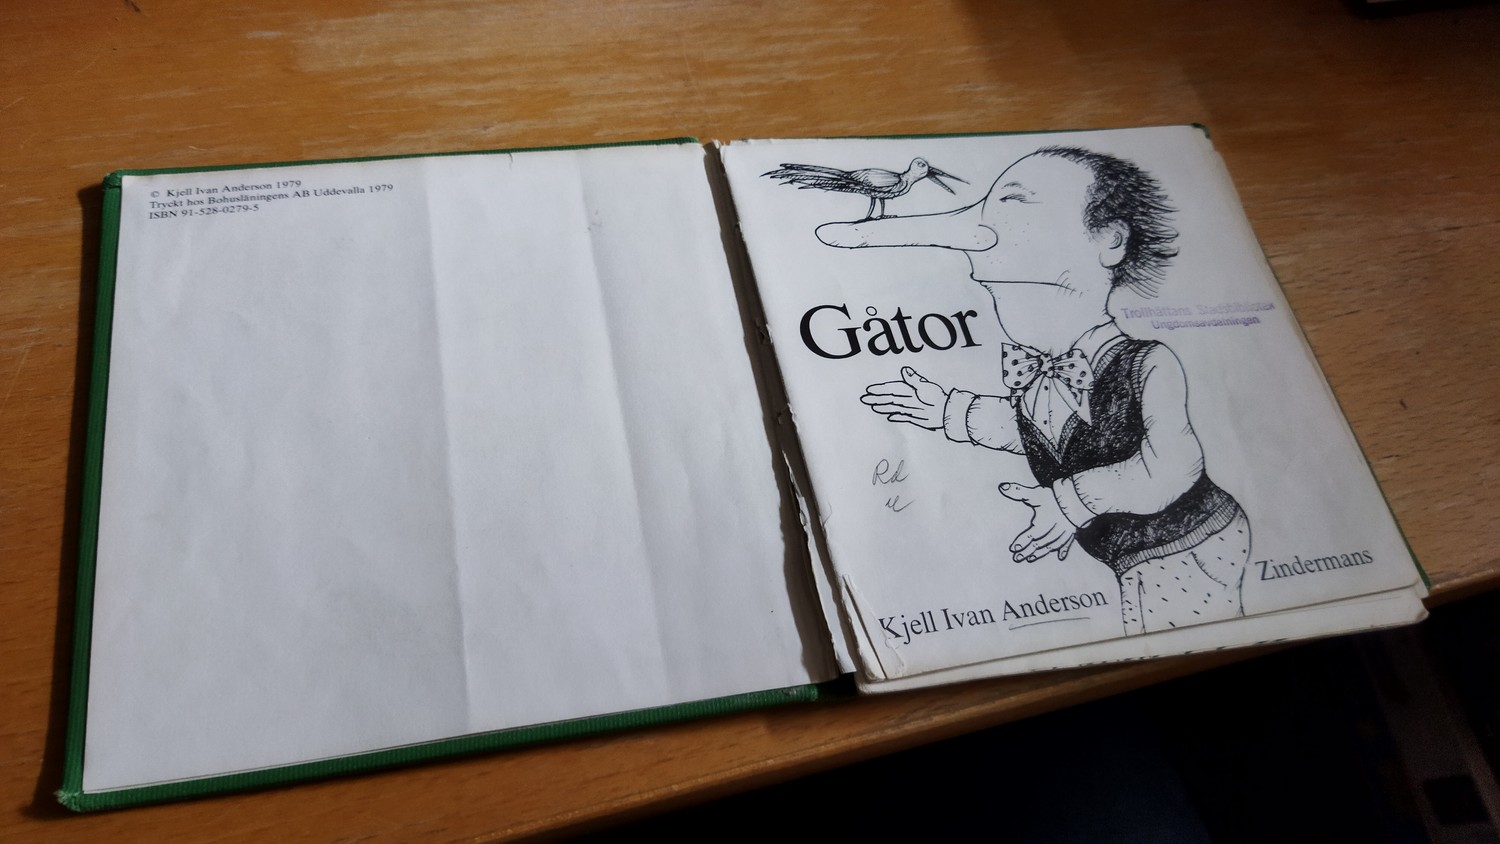 © Kjell Ivan Anderson 1979
Tryckt hos Bohusläningens AB Uddevalla 1979
ISBN 91-528-0279-5
Gåtor
Trollhättans Stadsbibliotek
Ungdomsavdelningen
Rd
Kjell Ivan Anderson
Zindermans